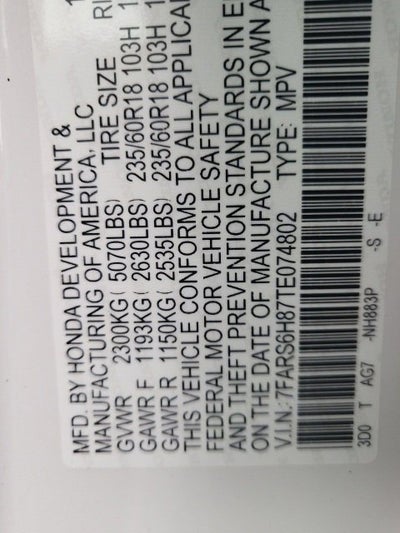 MFD. BY HONDA DEVELOPMENT &
MANUFACTURING OF AMERICA, LLC
GVWR 2300KG ( 5070LBS) TIRE SIZE
GAWR F 1193KG ( 2630LBS) 235/60R18 103H
GAWR R 1150KG ( 2535LBS) 235/60R18 103H
THIS VEHICLE CONFORMS TO ALL APPLICA
FEDERAL MOTOR VEHICLE SAFETY
AND THEFT PREVENTION STANDARDS IN E
ON THE DATE OF MANUFACTURE SHOWN A
V.I.N.: 7FARS6H87TE074802 TYPE: MPV
3D0 T AG7 -NH883P -S -E